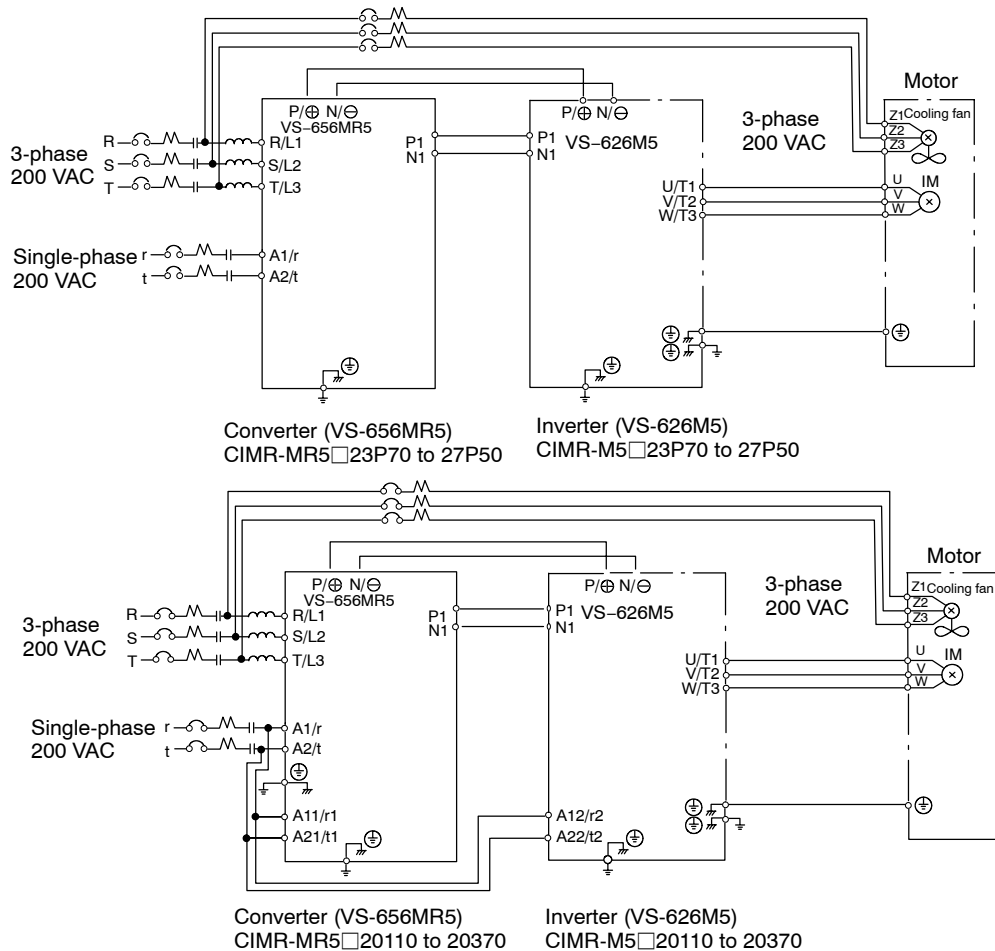 Motor
P/⊕ N/⊖
VS-656MR5
P/⊕
VS-626M5
3-phase
200 VAC
Z1 Cooling fan
Z2
Z3
3-phase
200 VAC
R
S
T
R/L1
S/L2
T/L3
P1
N1
P1
N1
U/T1
V/T2
W/T3
U
V
W
IM
Single-phase
200 VAC
r
t
A1/r
A2/t
Converter (VS-656MR5)
CIMR-MR5□23P70 to 27P50
Inverter (VS-626M5)
CIMR-M5□23P70 to 27P50
Motor
P/⊕ N/⊖
VS−656MR5
P/⊕ N/⊖
VS−626M5
3-phase
200 VAC
Z1 Cooling fan
Z2
Z3
3-phase
200 VAC
R
S
T
R/L1
S/L2
T/L3
P1
N1
P1
N1
U/T1
V/T2
W/T3
U
V
W
IM
Single-phase
200 VAC
r
t
A1/r
A2/t
A11/r1
A21/t1
A12/r2
A22/t2
Converter (VS-656MR5)
CIMR-MR5□20110 to 20370
Inverter (VS-626M5)
CIMR-M5□20110 to 20370